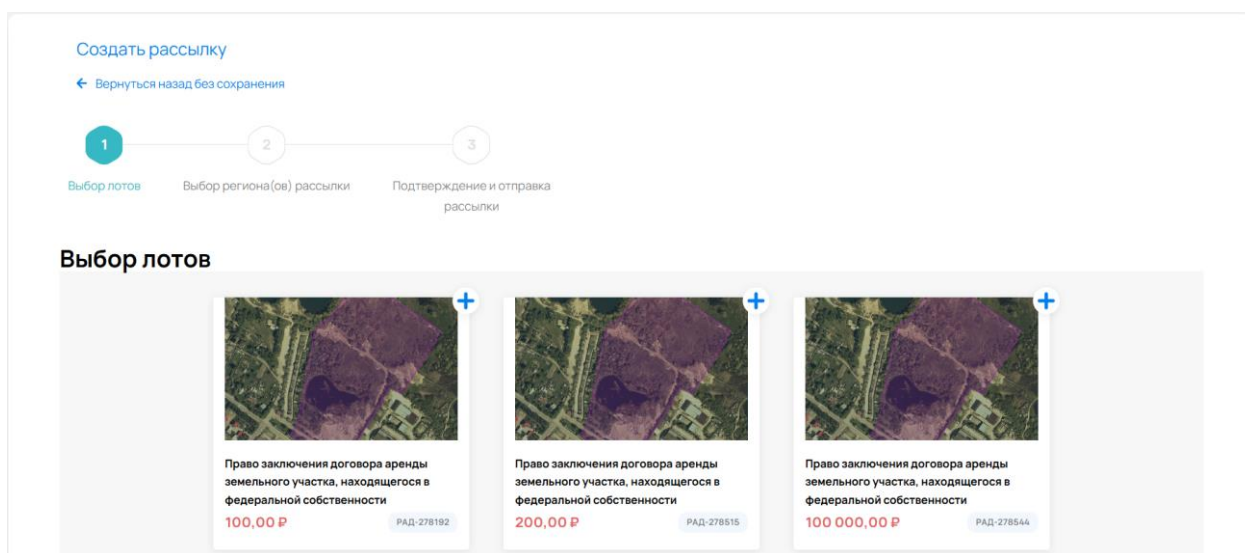 Создать рассылку
← Вернуться назад без сохранения
1 2 3
Выбор лотов Выбор региона(ов) рассылки Подтверждение и отправка
рассылки
Выбор лотов
Право заключения договора аренды
земельного участка, находящегося в
федеральной собственности
100,00 ₽ РАД-278192
Право заключения договора аренды
земельного участка, находящегося в
федеральной собственности
200,00 ₽ РАД-278515
Право заключения договора аренды
земельного участка, находящегося в
федеральной собственности
100 000,00 ₽ РАД-278544